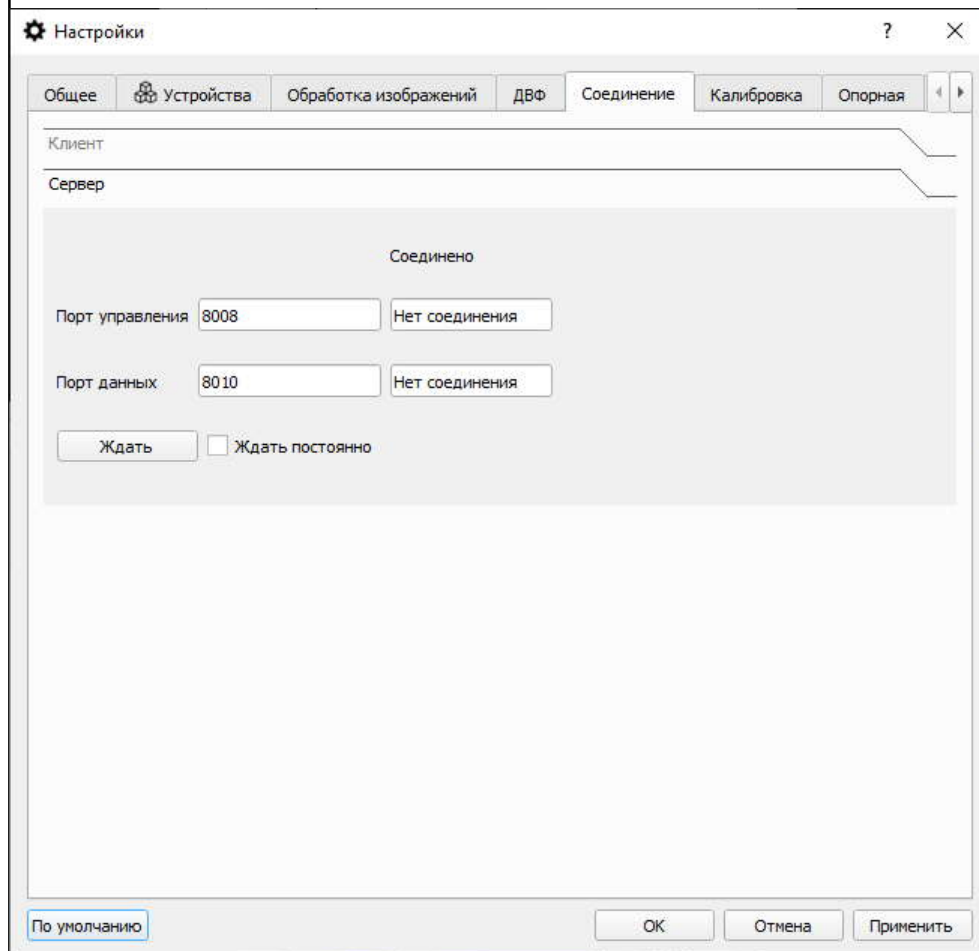 Настройки ?
Общее Устройства Обработка изображений ДВФ Соединение Калибровка Опорная
Клиент
Сервер
Соединено
Порт управления 8008 Нет соединения
Порт данных 8010 Нет соединения
Ждать Ждать постоянно
По умолчанию OK Отмена Применить